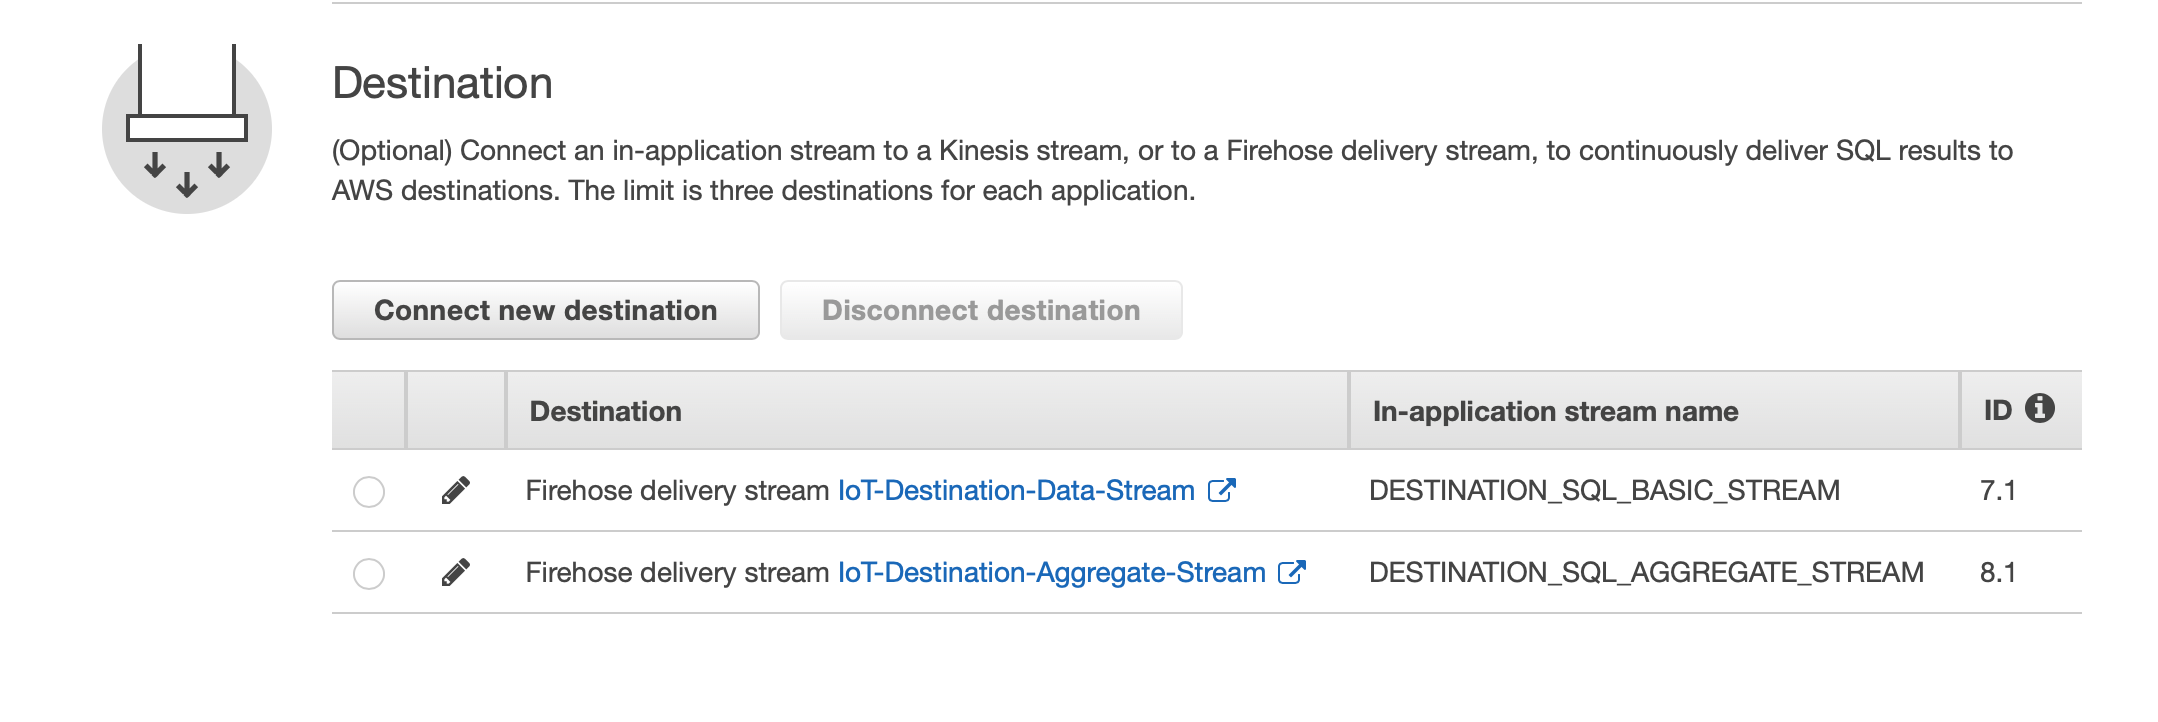 Destination
(Optional) Connect an in-application stream to a Kinesis stream, or to a Firehose delivery stream, to continuously deliver SQL results to
AWS destinations. The limit is three destinations for each application.
Connect new destination Disconnect destination
Destination In-application stream name ID
Firehose delivery stream IoT-Destination-Data-Stream DESTINATION_SQL_BASIC_STREAM 7.1
Firehose delivery stream IoT-Destination-Aggregate-Stream DESTINATION_SQL_AGGREGATE_STREAM 8.1